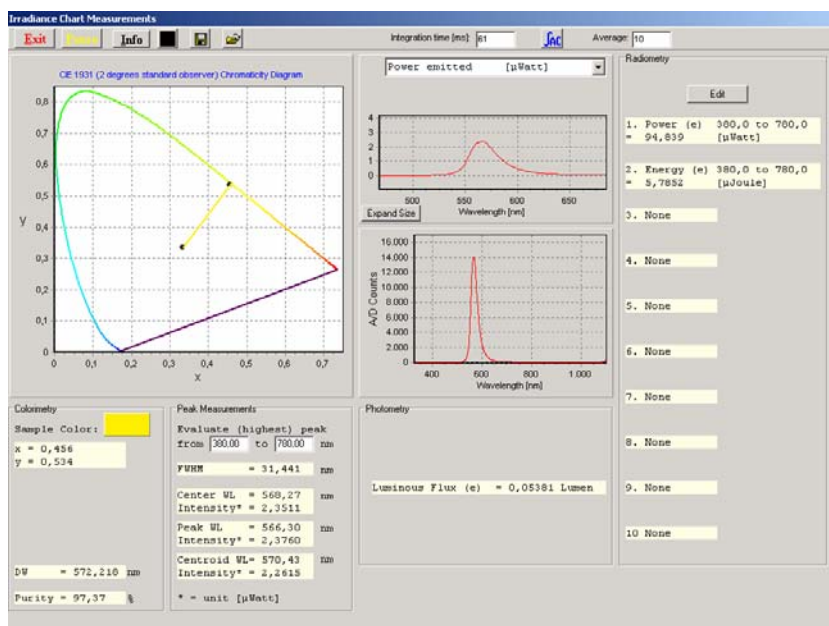 Irradiance Chart Measurements
Exit Info Integration time [ms]: 61 SAC Average: 10
CIE 1931 (2 degrees standard observer) Chromaticity Diagram
0,8
0,7
0,6
0,5
0,4
0,3
0,2
0,1
0
y
0 0,1 0,2 0,3 0,4 0,5 0,6 0,7
x
Power emitted [µWatt]
4
3
2
1
0
500 550 600 650
Expand Size Wavelength [nm]
16.000
14.000
12.000
10.000
8.000
6.000
4.000
2.000
0
A/D Counts
400 600 800 1.000
Wavelength [nm]
Radiometry
Edit
1. Power (e) 380,0 to 780,0
= 94,839 [µWatt]
2. Energy (e) 380,0 to 780,0
= 5,7852 [µJoule]
3. None
4. None
5. None
6. None
7. None
8. None
9. None
10 None
Colorimetry
Sample Color:
x = 0,456
y = 0,534
DW = 572,218 nm
Purity = 97,37 %
Peak Measurements
Evaluate (highest) peak
from 380,00 to 780,00 nm
FWHM = 31,441 nm
Center WL = 568,27 nm
Intensity* = 2,3511
Peak WL = 566,30 nm
Intensity* = 2,3760
Centroid WL= 570,43 nm
Intensity* = 2,2615
* = unit [µWatt]
Photometry
Luminous Flux (e) = 0,05381 Lumen